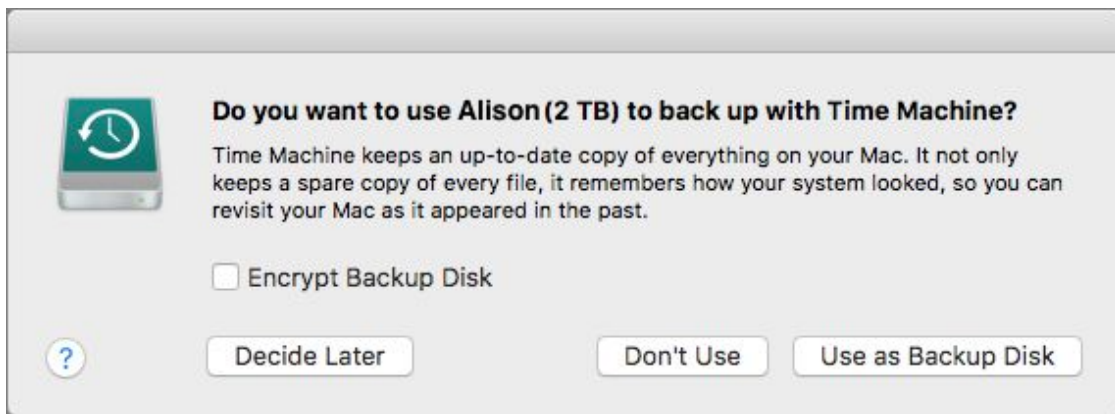 Do you want to use Alison (2 TB) to back up with Time Machine?
Time Machine keeps an up-to-date copy of everything on your Mac. It not only
keeps a spare copy of every file, it remembers how your system looked, so you can
revisit your Mac as it appeared in the past.
Encrypt Backup Disk
? Decide Later Don't Use Use as Backup Disk